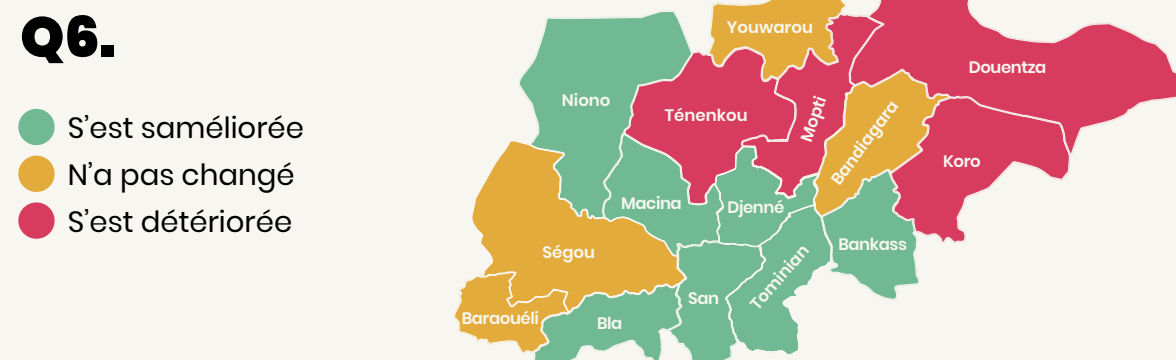 Q6.
S’est saméliorée
N’a pas changé
S’est détériorée
Youwarou
Douentza
Niono
Ténenkou
Mopti
Bandiagara
Koro
Macina
Djenné
Ségou
Bankass
Tominian
San
Baraouéli
Bla